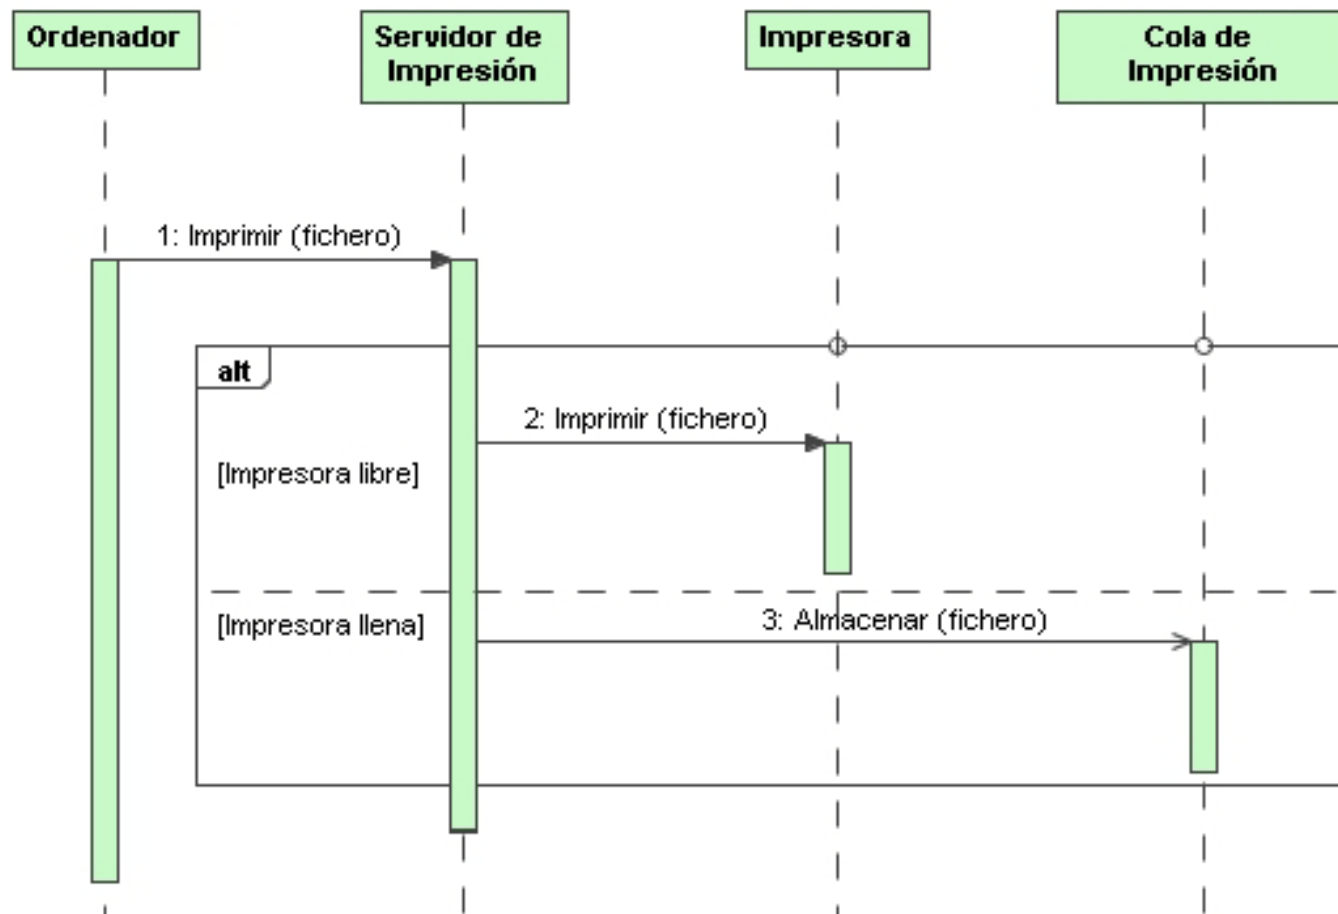 Ordenador
Servidor de
Impresión
Impresora
Cola de
Impresión
1: Imprimir (fichero)
alt
2: Imprimir (fichero)
[Impresora libre]
3: Almacenar (fichero)
[Impresora llena]